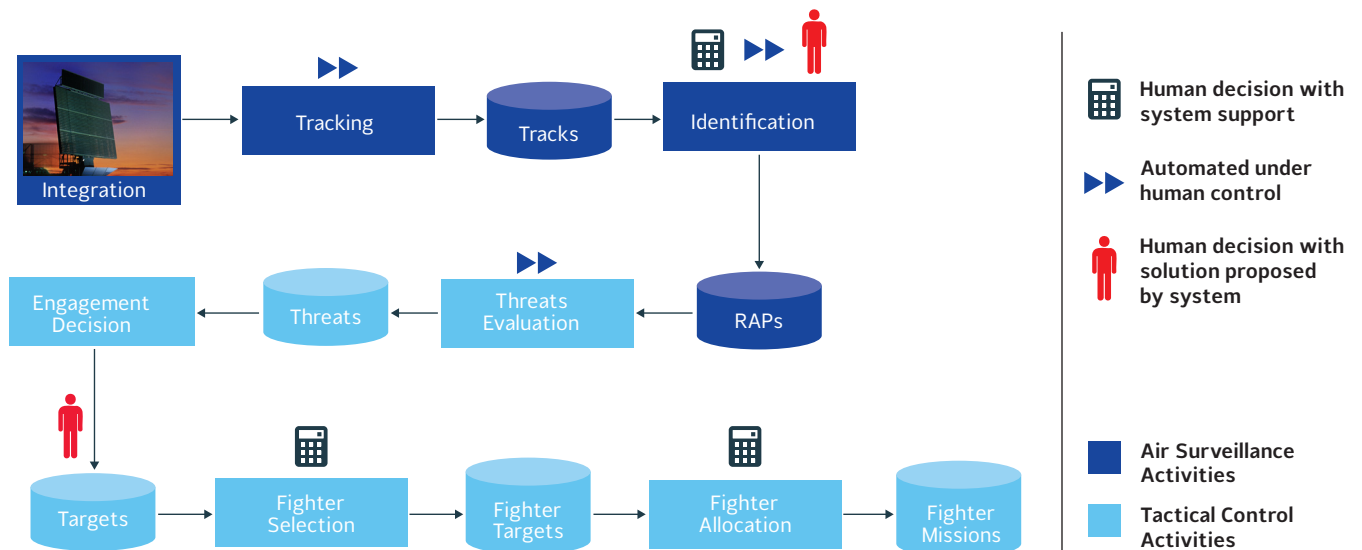 Integration
Tracking
Tracks
Identification
Engagement
Decision
Threats
Threats
Evaluation
RAPs
Targets
Fighter
Selection
Fighter
Targets
Fighter
Allocation
Fighter
Missions
Human decision with
system support
Automated under
human control
Human decision with
solution proposed
by system
Air Surveillance
Activities
Tactical Control
Activities